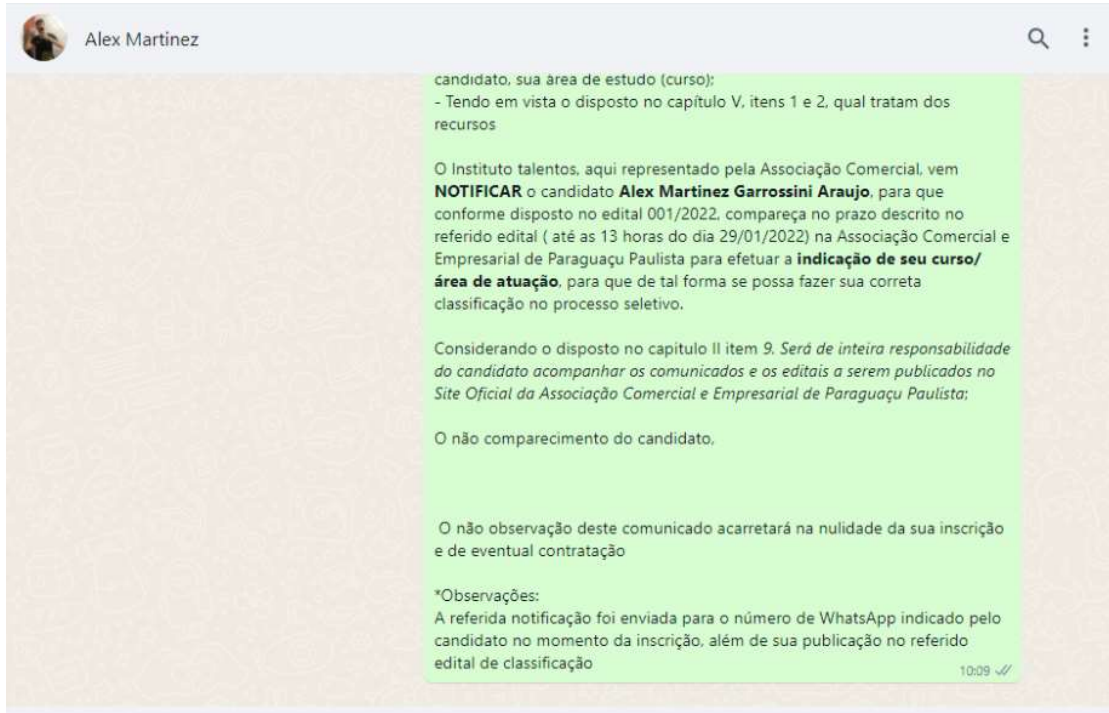 Alex Martinez
candidato, sua área de estudo (curso);
- Tendo em vista o disposto no capítulo V, itens 1 e 2, qual tratam dos
recursos
O Instituto talentos, aqui representado pela Associação Comercial, vem
NOTIFICAR o candidato Alex Martinez Garrossini Araujo, para que
conforme disposto no edital 001/2022, compareça no prazo descrito no
referido edital ( até as 13 horas do dia 29/01/2022) na Associação Comercial e
Empresarial de Paraguaçu Paulista para efetuar a indicação de seu curso/
área de atuação, para que de tal forma se possa fazer sua correta
classificação no processo seletivo.
Considerando o disposto no capitulo II item 9. Será de inteira responsabilidade
do candidato acompanhar os comunicados e os editais a serem publicados no
Site Oficial da Associação Comercial e Empresarial de Paraguaçu Paulista;
O não comparecimento do candidato,
O não observação deste comunicado acarretará na nulidade da sua inscrição
e de eventual contratação
*Observações:
A referida notificação foi enviada para o número de WhatsApp indicado pelo
candidato no momento da inscrição, além de sua publicação no referido
edital de classificação
10:09